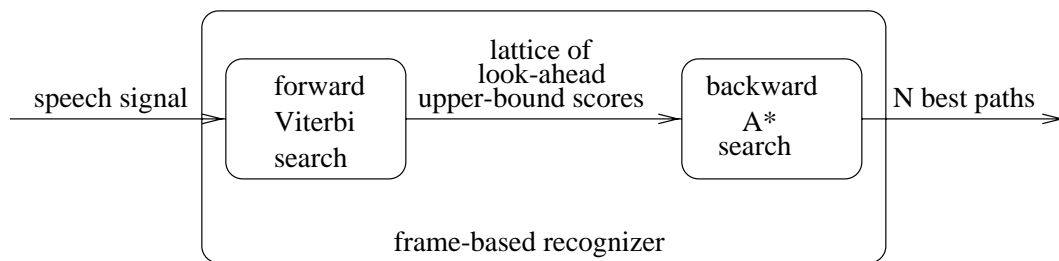 speech signal
forward
Viterbi
search
lattice of
look-ahead
upper-bound scores
backward
A*
search
N best paths
frame-based recognizer